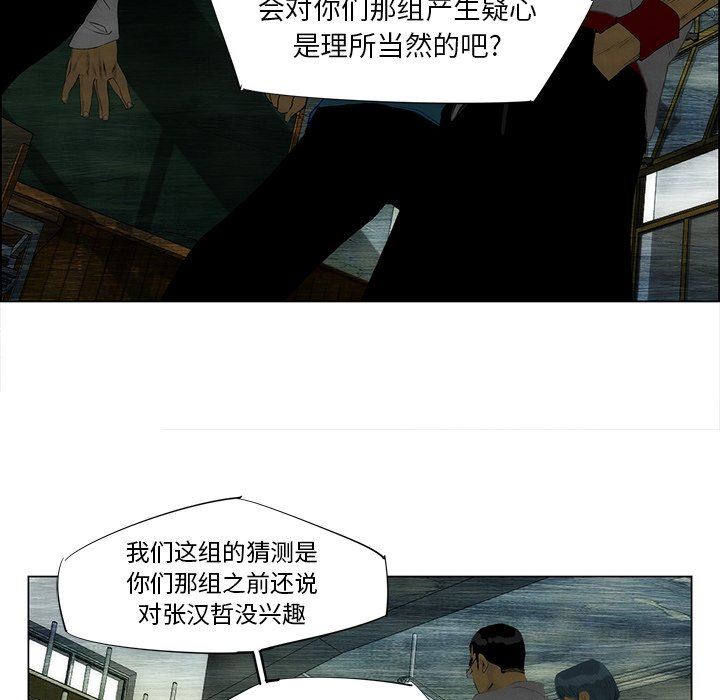 会对你们那组产生疑心
是理所当然的吧?
我们这组的猜测是
你们那组之前还说
对张汉哲没兴趣